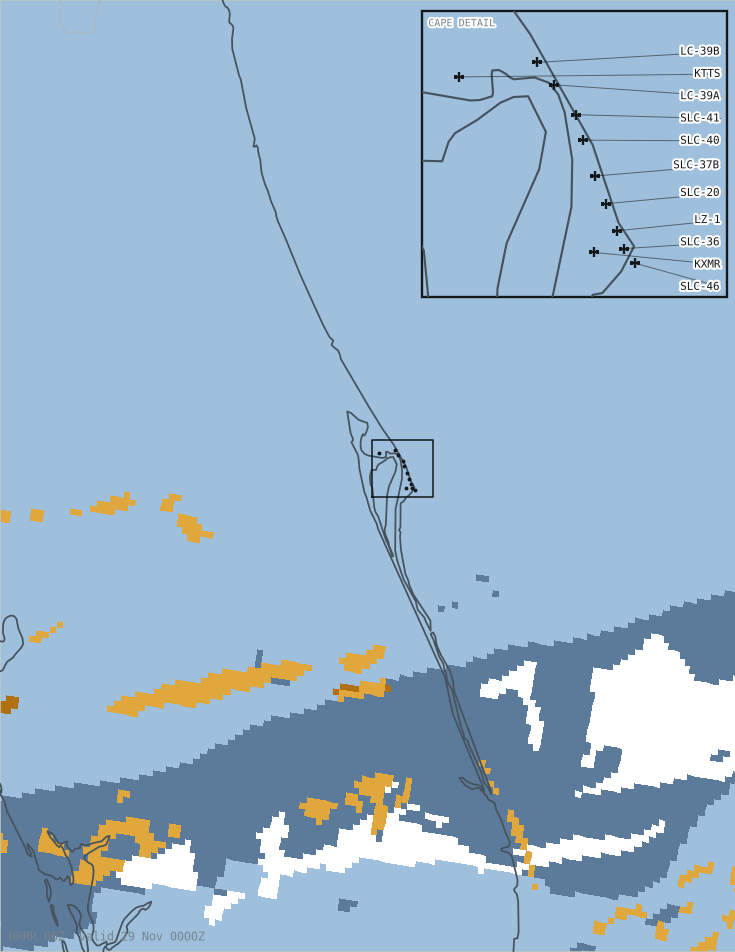 CAPE DETAIL
LC-39B
KTTS
LC-39A
SLC-41
SLC-40
SLC-37B
SLC-20
LZ-1
SLC-36
KXMR
SLC-46
HRRR valid 29 Nov 0000Z